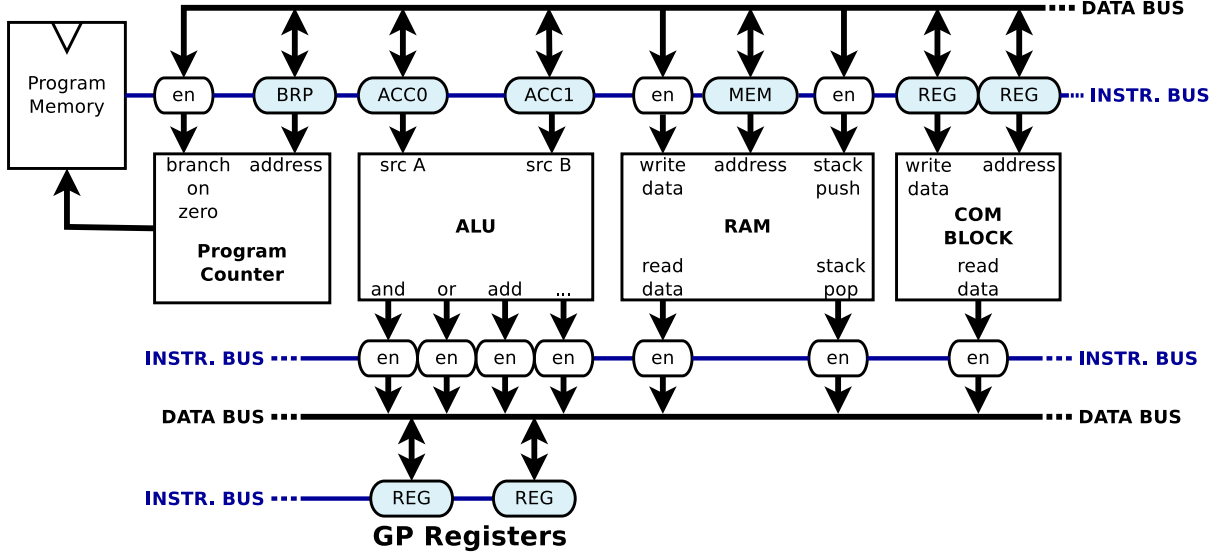 DATA BUS
Program
Memory
en BRP ACC0 ACC1 en MEM en REG REG INSTR. BUS
branch
on
zero
address
src A src B
write
data
address
stack
push
write
data
address
Program
Counter
ALU
RAM
COM
BLOCK
and or add ...
read
data
stack
pop
read
data
INSTR. BUS en en en en en en en INSTR. BUS
DATA BUS DATA BUS
INSTR. BUS REG REG
GP Registers